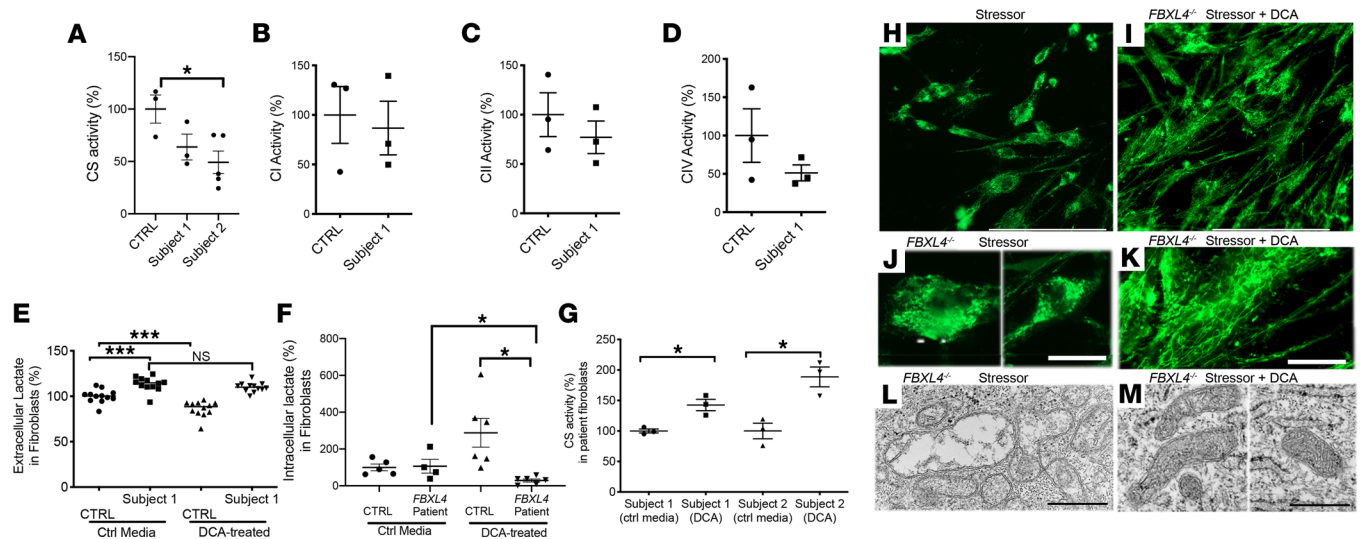 A
CS activity (%)
150
100
50
0
*
CTRL
Subject 1
Subject 2
B
CI Activity (%)
150
100
50
0
CTRL
Subject 1
C
CII Activity (%)
150
100
50
0
CTRL
Subject 1
D
CIV Activity (%)
200
150
100
50
0
CTRL
Subject 1
E
Extracellular Lactate
in Fibroblasts (%)
150
100
50
0
***
***
NS
Subject 1
Subject 1
CTRL
CTRL
Ctrl Media
DCA-treated
F
Intracellular lactate (%)
in Fibroblasts
800
600
400
200
0
*
*
CTRL
FBXL4
Patient
CTRL
FBXL4
Patient
Ctrl Media
DCA-treated
G
CS activity (%)
in patient fibroblasts
250
200
150
100
50
0
*
*
Subject 1
(ctrl media)
Subject 1
(DCA)
Subject 2
(ctrl media)
Subject 2
(DCA)
Stressor
H
FBXL4-/- Stressor + DCA
I
FBXL4-/- Stressor
J
FBXL4-/- Stressor + DCA
K
FBXL4-/- Stressor
L
FBXL4-/- Stressor + DCA
M